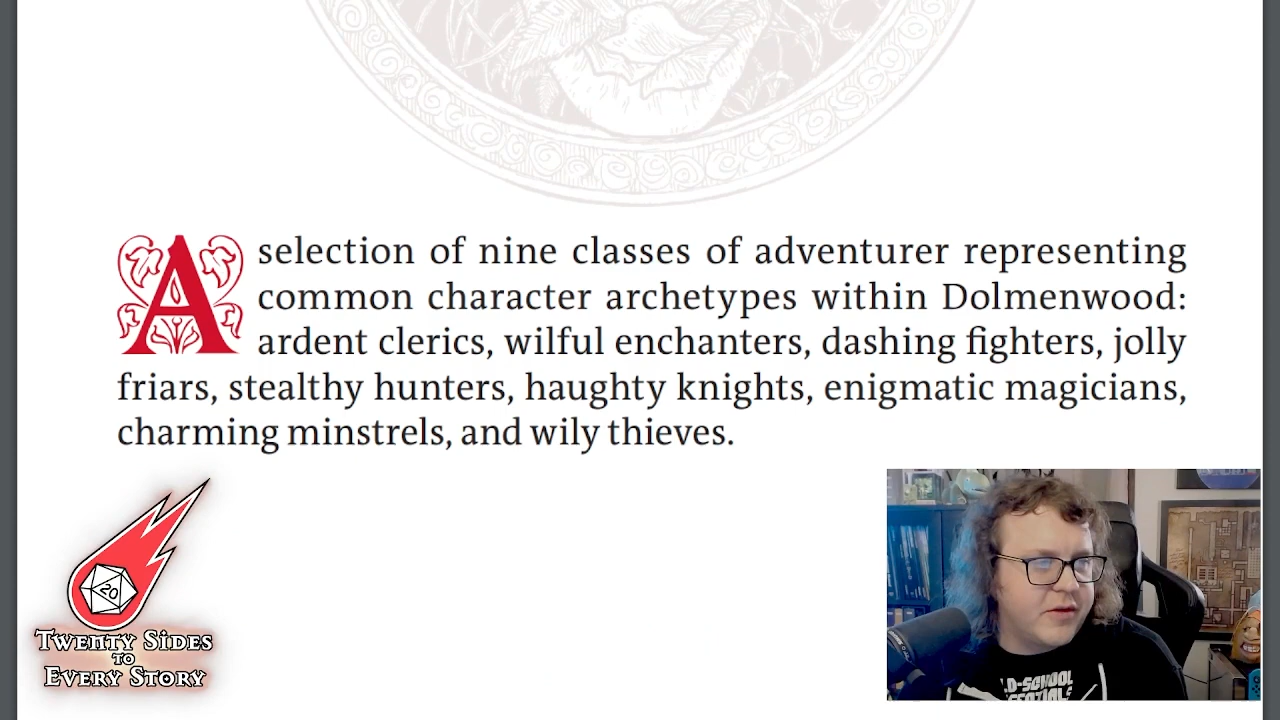 A selection of nine classes of adventurer representing
common character archetypes within Dolmenwood:
ardent clerics, wilful enchanters, dashing fighters, jolly
friars, stealthy hunters, haughty knights, enigmatic magicians,
charming minstrels, and wily thieves.
20
TWENTY SIDES
TO
EVERY STORY